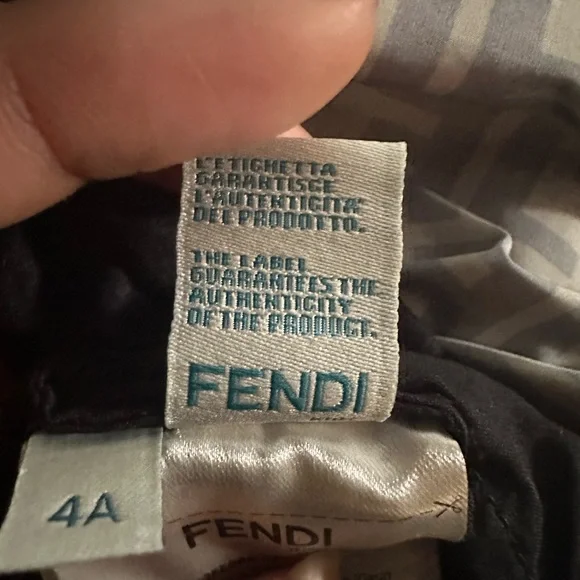 L'ETICHETTA
GARANTISCE
L'AUTENTICITA'
DEL PRODOTTO.
THE LABEL
GUARANTEES THE
AUTHENTICITY
OF THE PRODUCT.
FENDI
4A
FENDI